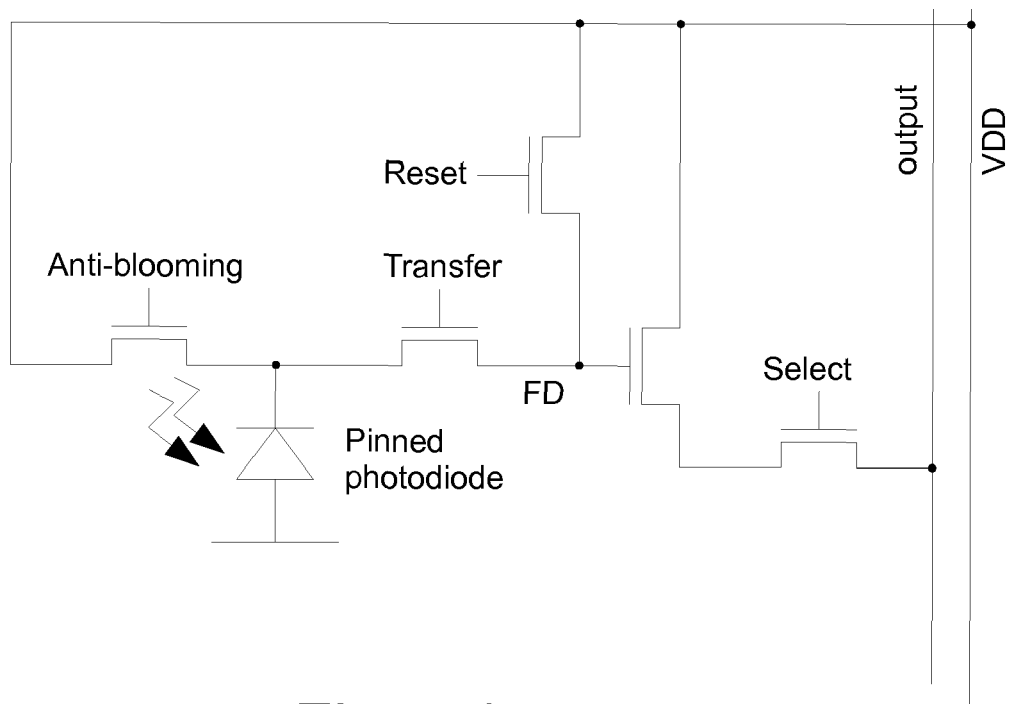 output
VDD
Reset
Anti-blooming
Transfer
Select
FD
Pinned
photodiode